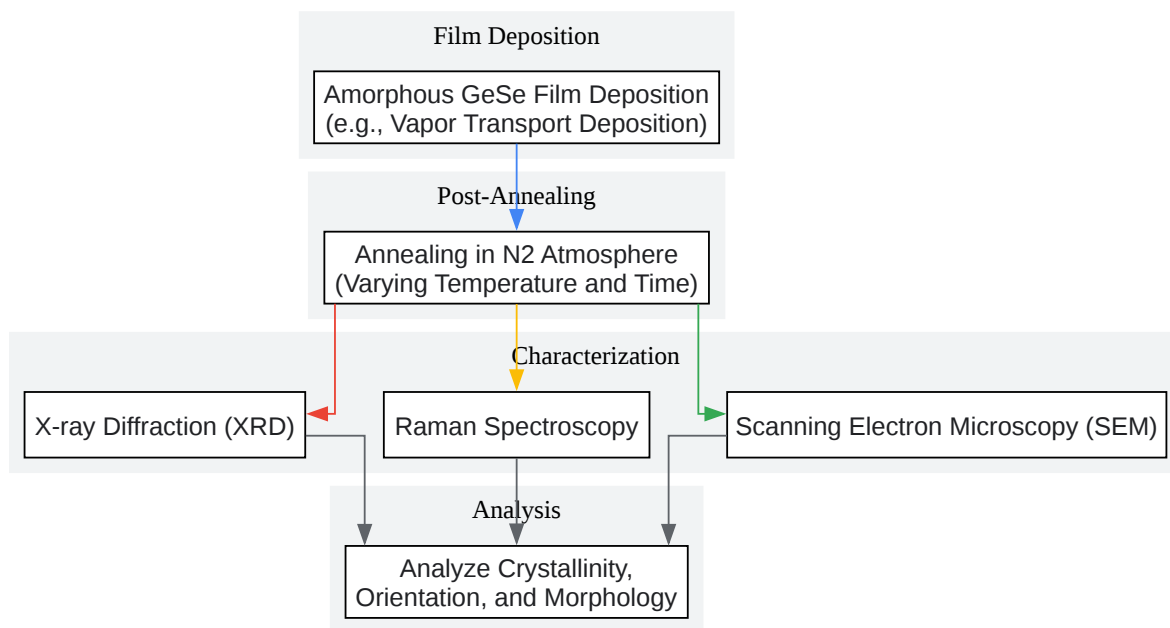 Film Deposition
Amorphous GeSe Film Deposition
(e.g., Vapor Transport Deposition)
Post-Annealing
Annealing in N2 Atmosphere
(Varying Temperature and Time)
Characterization
X-ray Diffraction (XRD)
Raman Spectroscopy
Scanning Electron Microscopy (SEM)
Analysis
Analyze Crystallinity,
Orientation, and Morphology